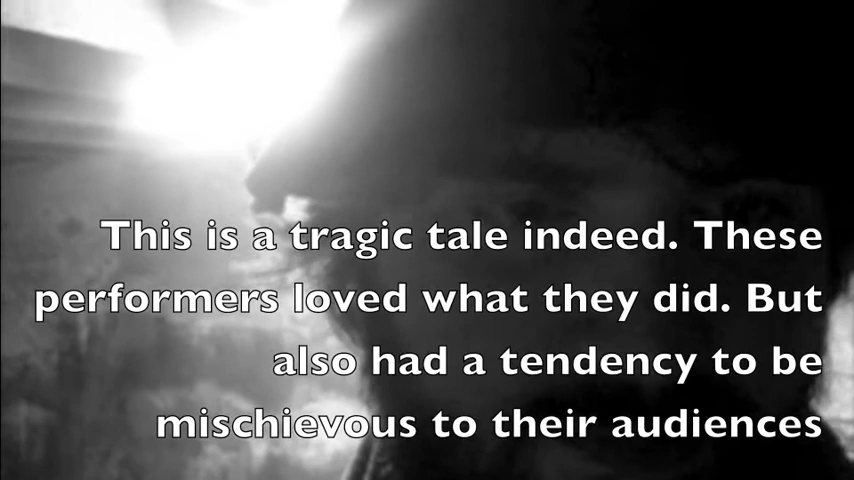 This is a tragic tale indeed. These
performers loved what they did. But
also had a tendency to be
mischievous to their audiences